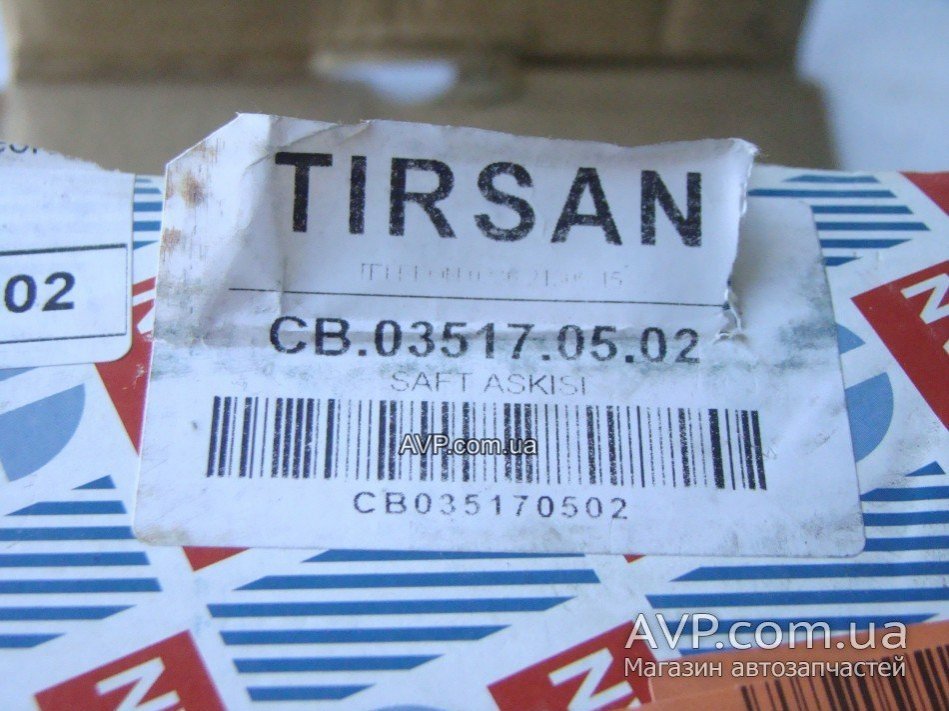 TIRSAN
CB.03517.05.02
SAFT ASKISI
AVP.com.ua
CB035170502
02
AVP.com.ua
Магазин автозапчастей